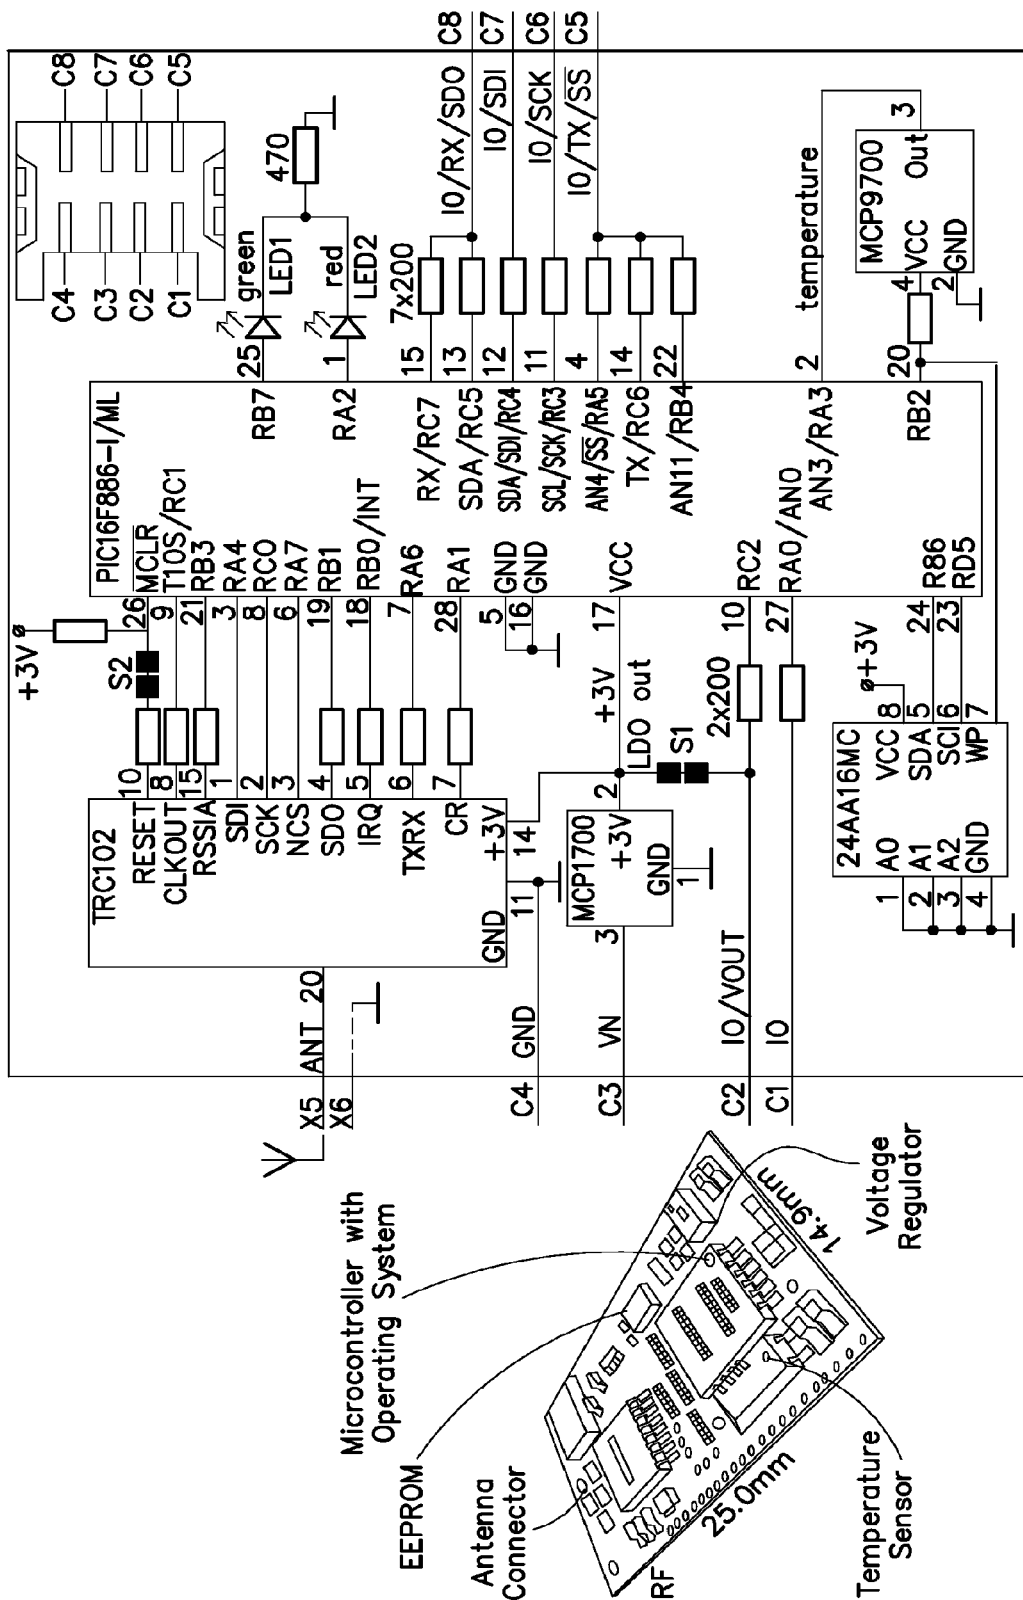 C8
C7
C6
C5
C4
C3
C2
C1
green
LED1
red
LED2
470
7x200
IO/RX/SDO
C8
IO/SDI
C7
IO/SCK
C6
IO/TX/SS
C5
temperature
MCP9700
VCC
Out
GND
4
3
2
25
1
15
13
12
11
4
14
22
2
20
PIC16F886-I/ML
RB7
RA2
RX/RC7
SDA/RC5
SDA/SDI/RC4
SCL/SCK/RC3
AN4/SS/RA5
TX/RC6
AN11/RB4
AN3/RA3
RB2
MCLR
T1OS/RC1
RB3
RA4
RC0
RA7
RB1
RB0/INT
RA6
RA1
GND
GND
VCC
RC2
RA0/AN0
R86
RD5
+3V
26
9
21
3
8
6
19
18
7
28
5
16
17
10
27
24
23
S2
+3V
LDO out
S1
2x200
+3V
10
8
15
1
2
3
4
5
6
7
14
11
TRC102
RESET
CLKOUT
RSSIA
SDI
SCK
NCS
SDO
IRQ
TXRX
CR
+3V
GND
MCP1700
+3V
GND
2
1
3
24AA16MC
VCC
SDA
SCI
WP
8
5
6
7
A0
A1
A2
GND
1
2
3
4
X5
ANT
20
X6
C4
GND
C3
VN
C2
IO/VOUT
C1
IO
Microcontroller with
Operating System
EEPROM
Antenna
Connector
Voltage
Regulator
14.9mm
25.0mm
RF
Temperature
Sensor